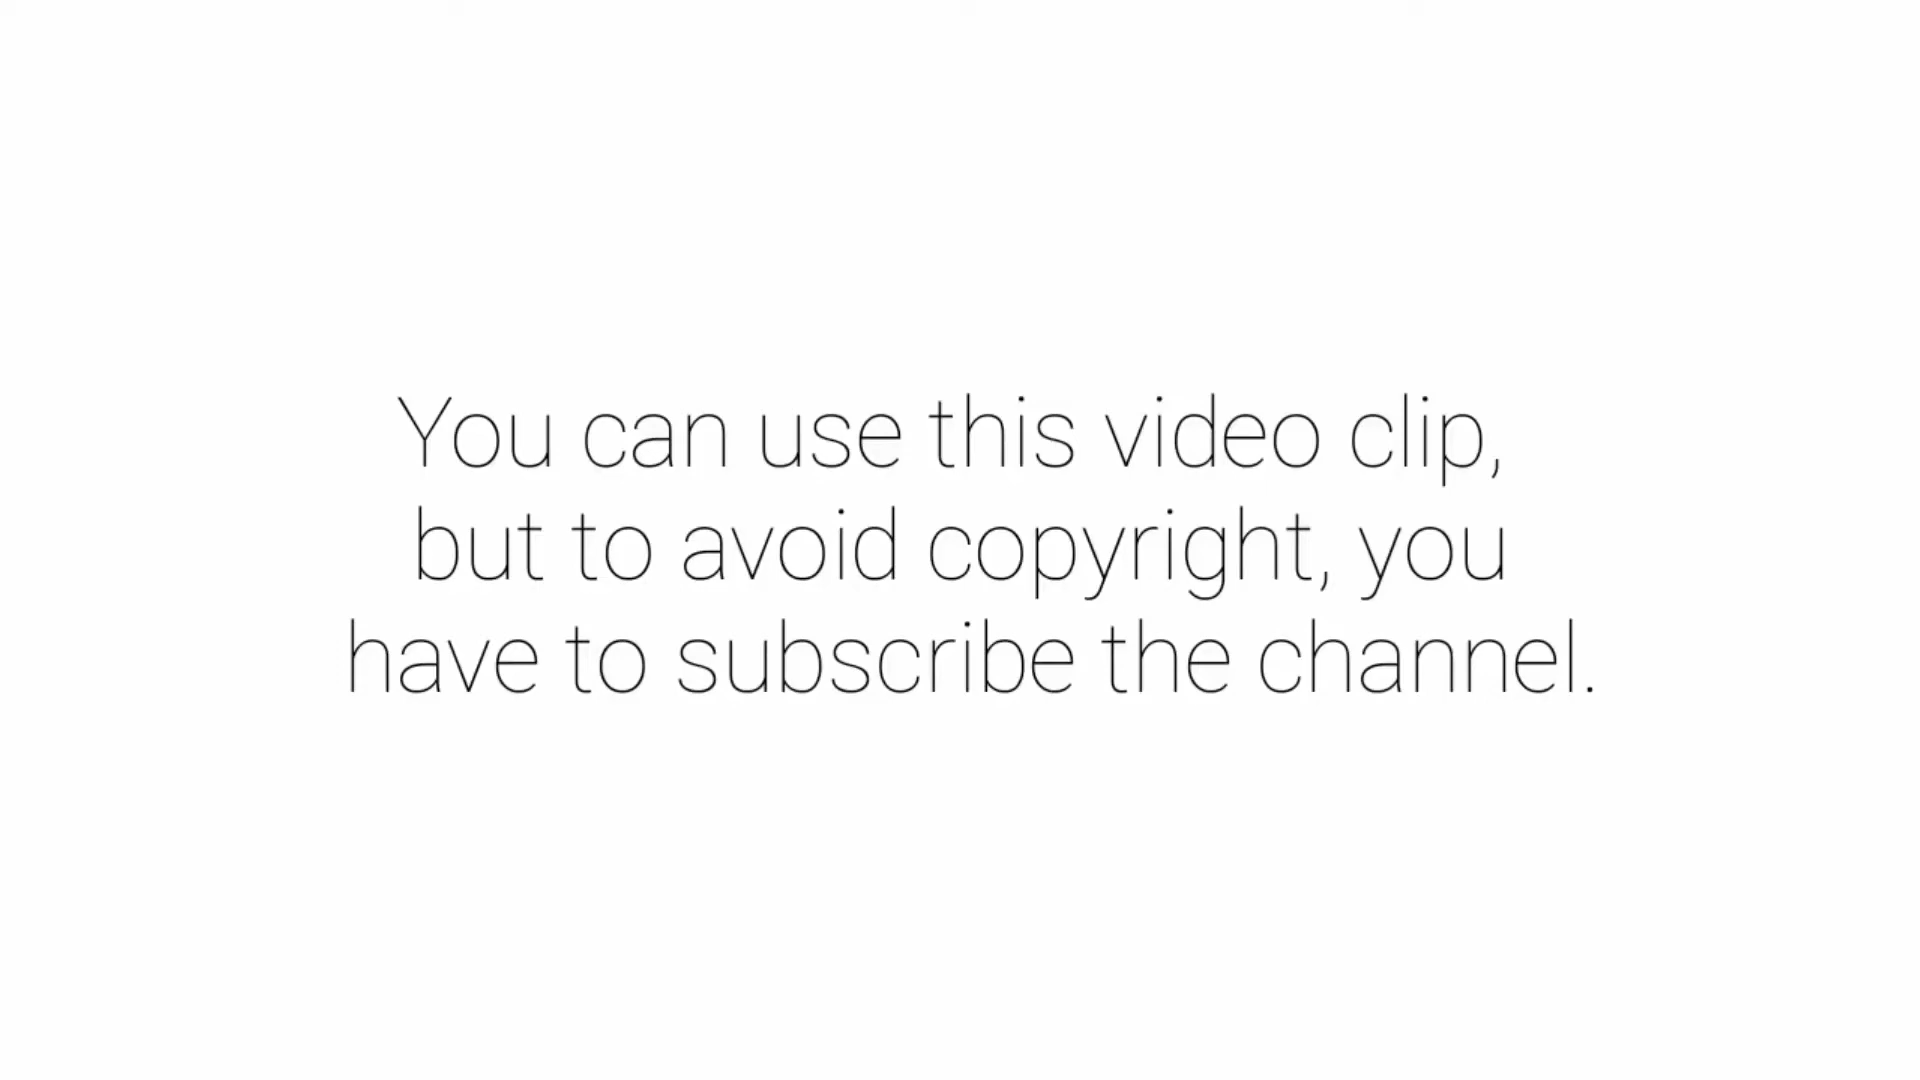 You can use this video clip,
but to avoid copyright, you
have to subscribe the channel.